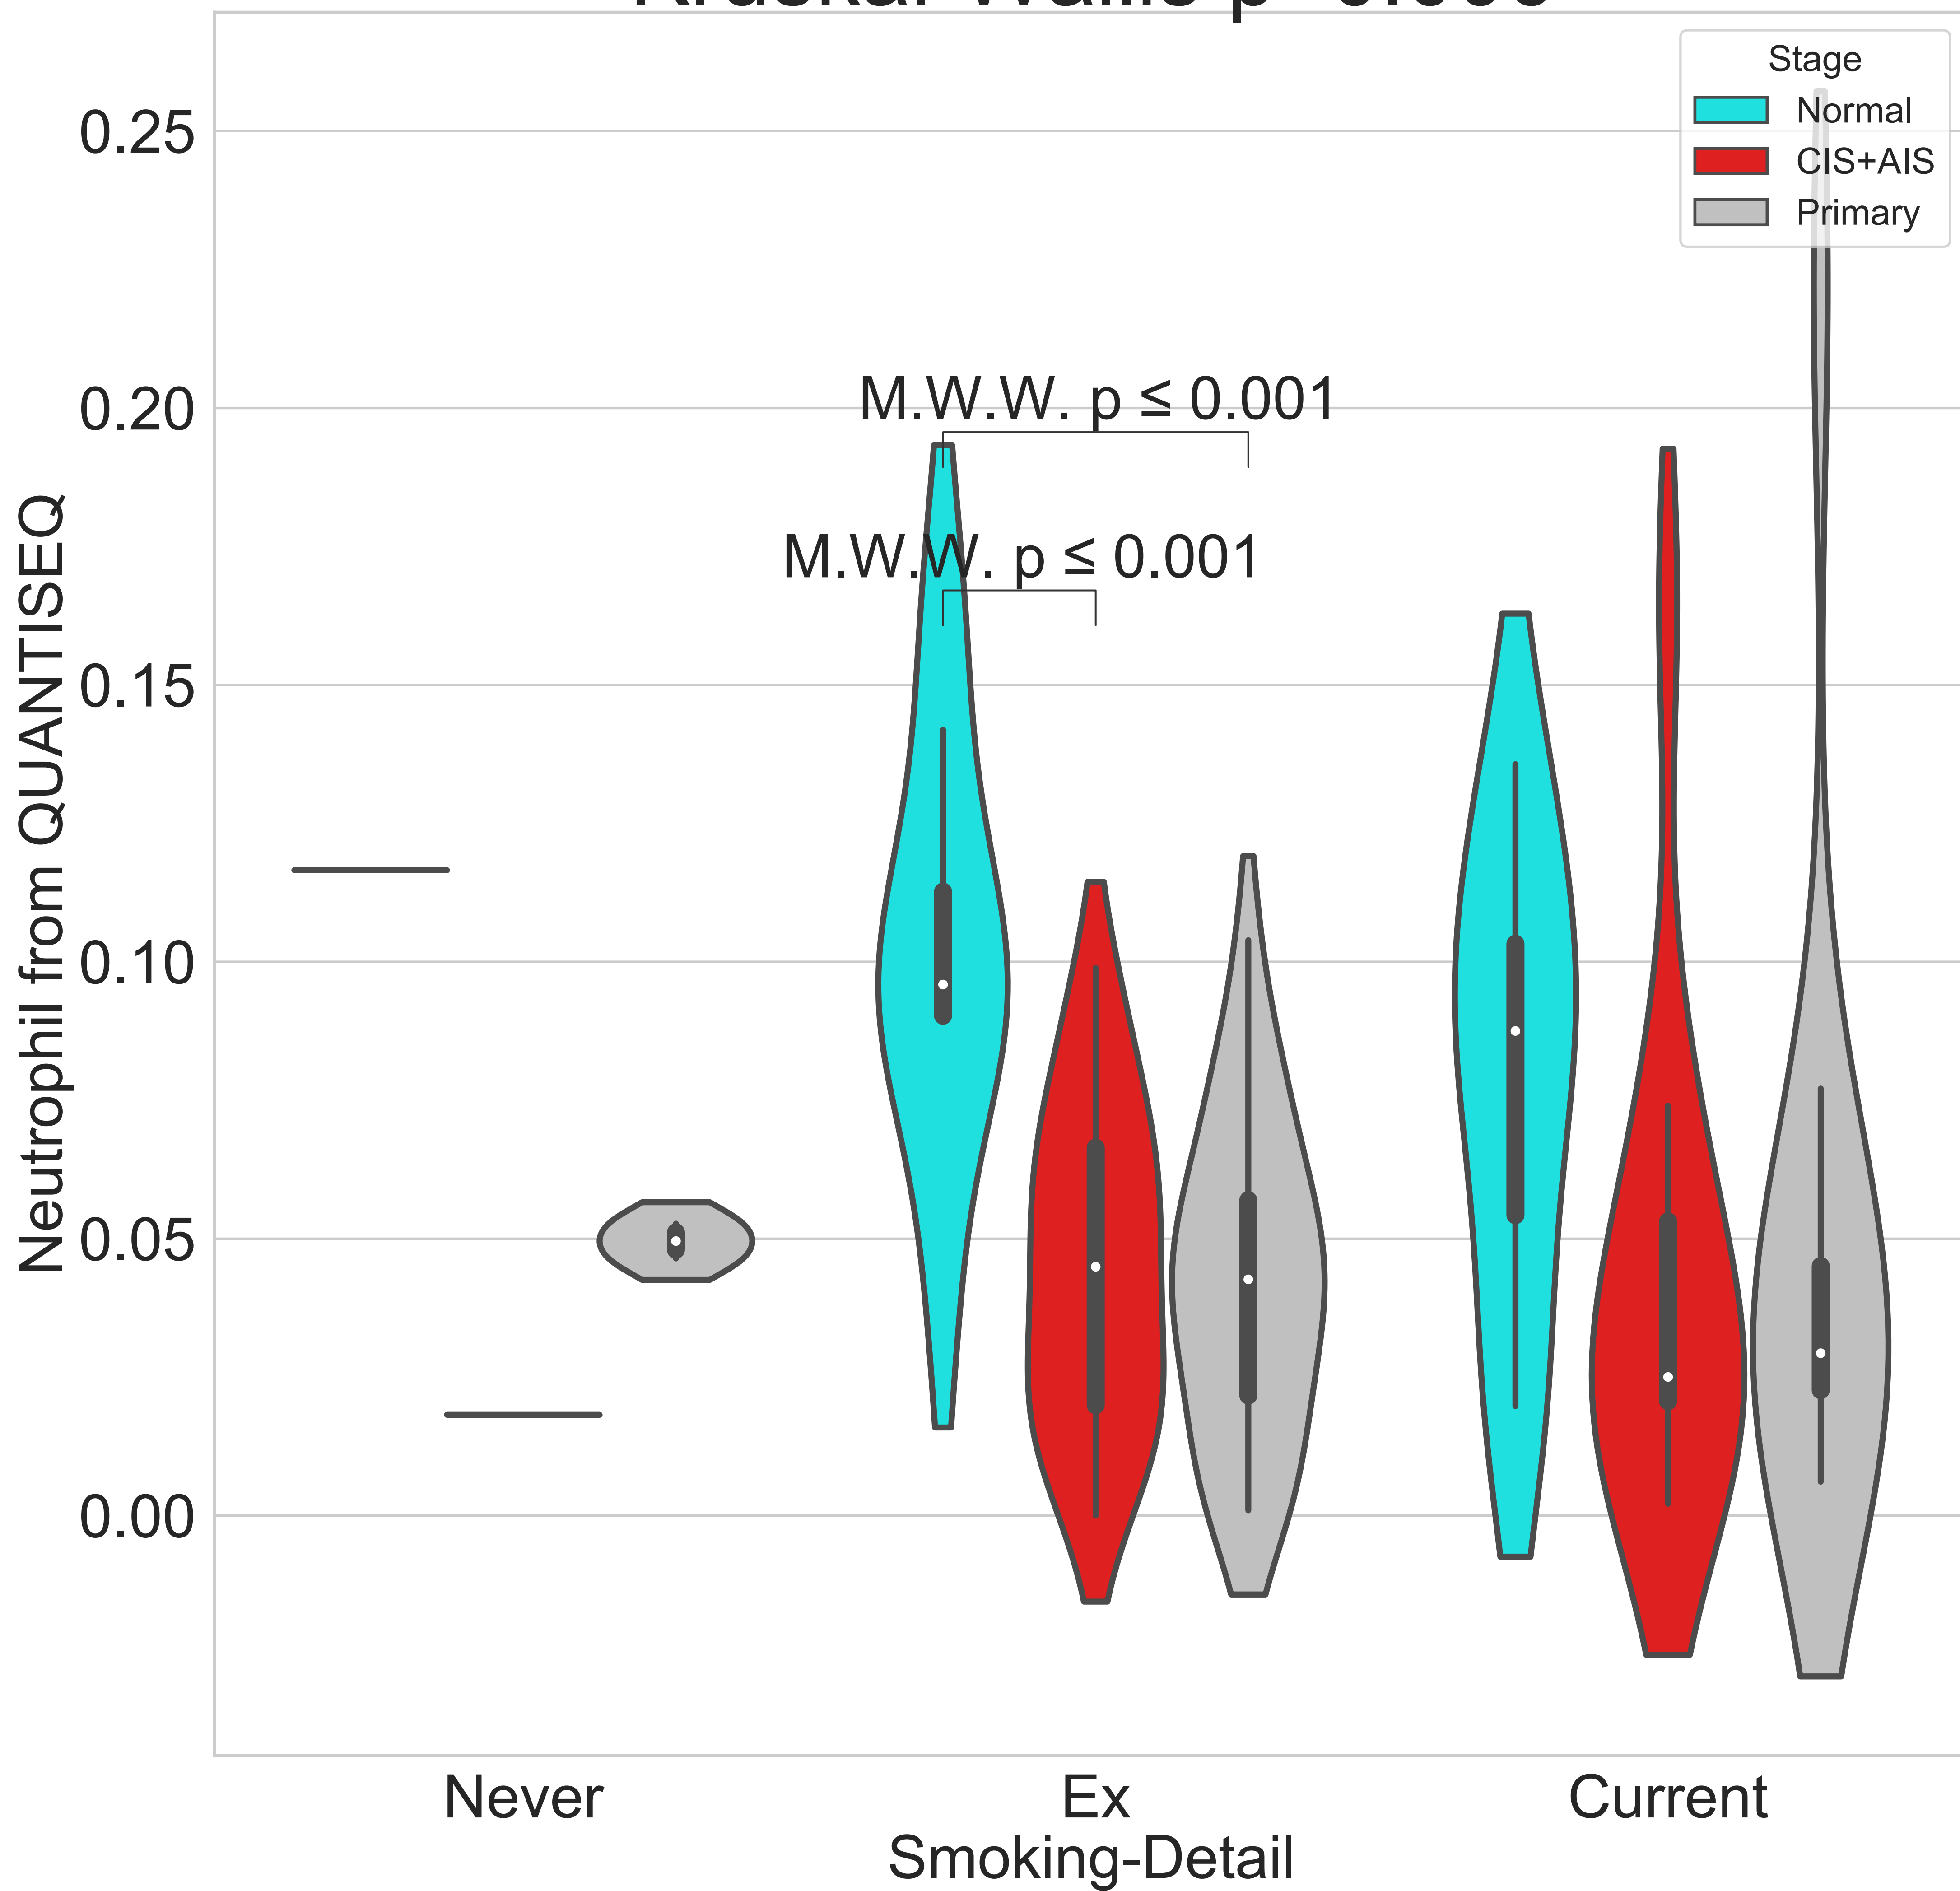 Stage
Normal
CIS+AIS
Primary
0.25
0.20
0.15
0.10
0.05
0.00
Neutrophil from QUANTISEQ
M.W.W. p ≤ 0.001
M.W.W. p ≤ 0.001
Never
Ex
Current
Smoking-Detail